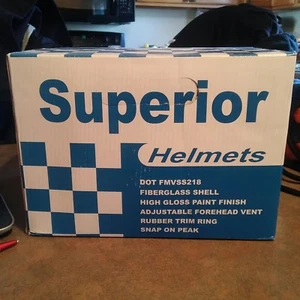 Superior
Helmets
DOT FMVSS218
FIBERGLASS SHELL
HIGH GLOSS PAINT FINISH
ADJUSTABLE FOREHEAD VENT
RUBBER TRIM RING
SNAP ON PEAK